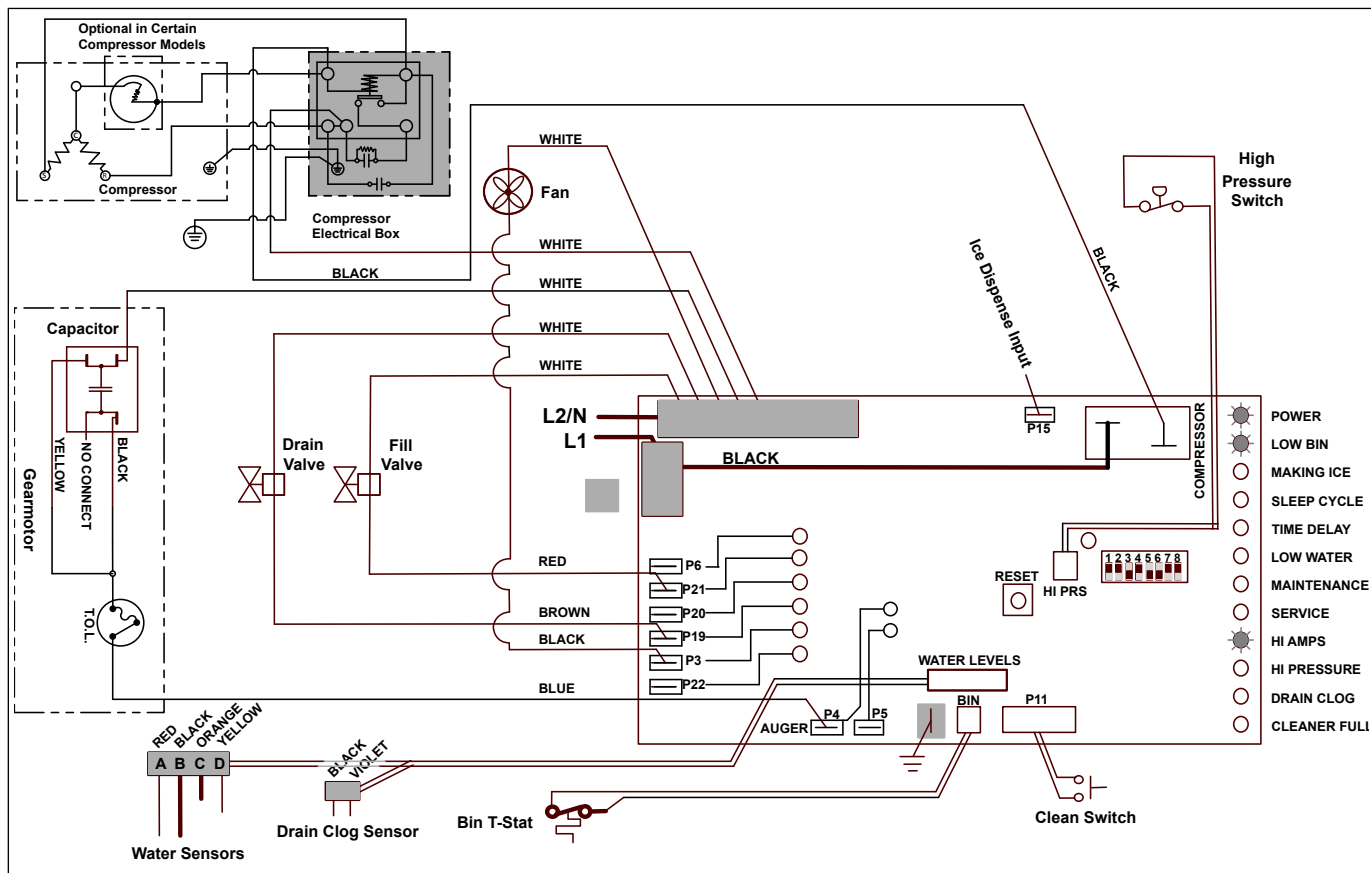 Optional in Certain
Compressor Models
C
S
R
Compressor
Compressor
Electrical Box
WHITE
Fan
High
Pressure
Switch
WHITE
BLACK
WHITE
BLACK
Ice Dispense Input
Capacitor
WHITE
WHITE
YELLOW
NO CONNECT
BLACK
Gearmotor
T.O.L.
Drain
Valve
Fill
Valve
L2/N
L1
BLACK
P15
COMPRESSOR
POWER
LOW BIN
MAKING ICE
SLEEP CYCLE
TIME DELAY
LOW WATER
MAINTENANCE
SERVICE
HI AMPS
HI PRESSURE
DRAIN CLOG
CLEANER FULL
1 2 3 4 5 6 7 8
HI PRS
RESET
RED
BROWN
BLACK
BLUE
P6
P21
P20
P19
P3
P22
WATER LEVELS
AUGER
P4
P5
BIN
P11
RED
BLACK
ORANGE
YELLOW
A B C D
Water Sensors
BLACK
VIOLET
Drain Clog Sensor
Bin T-Stat
Clean Switch